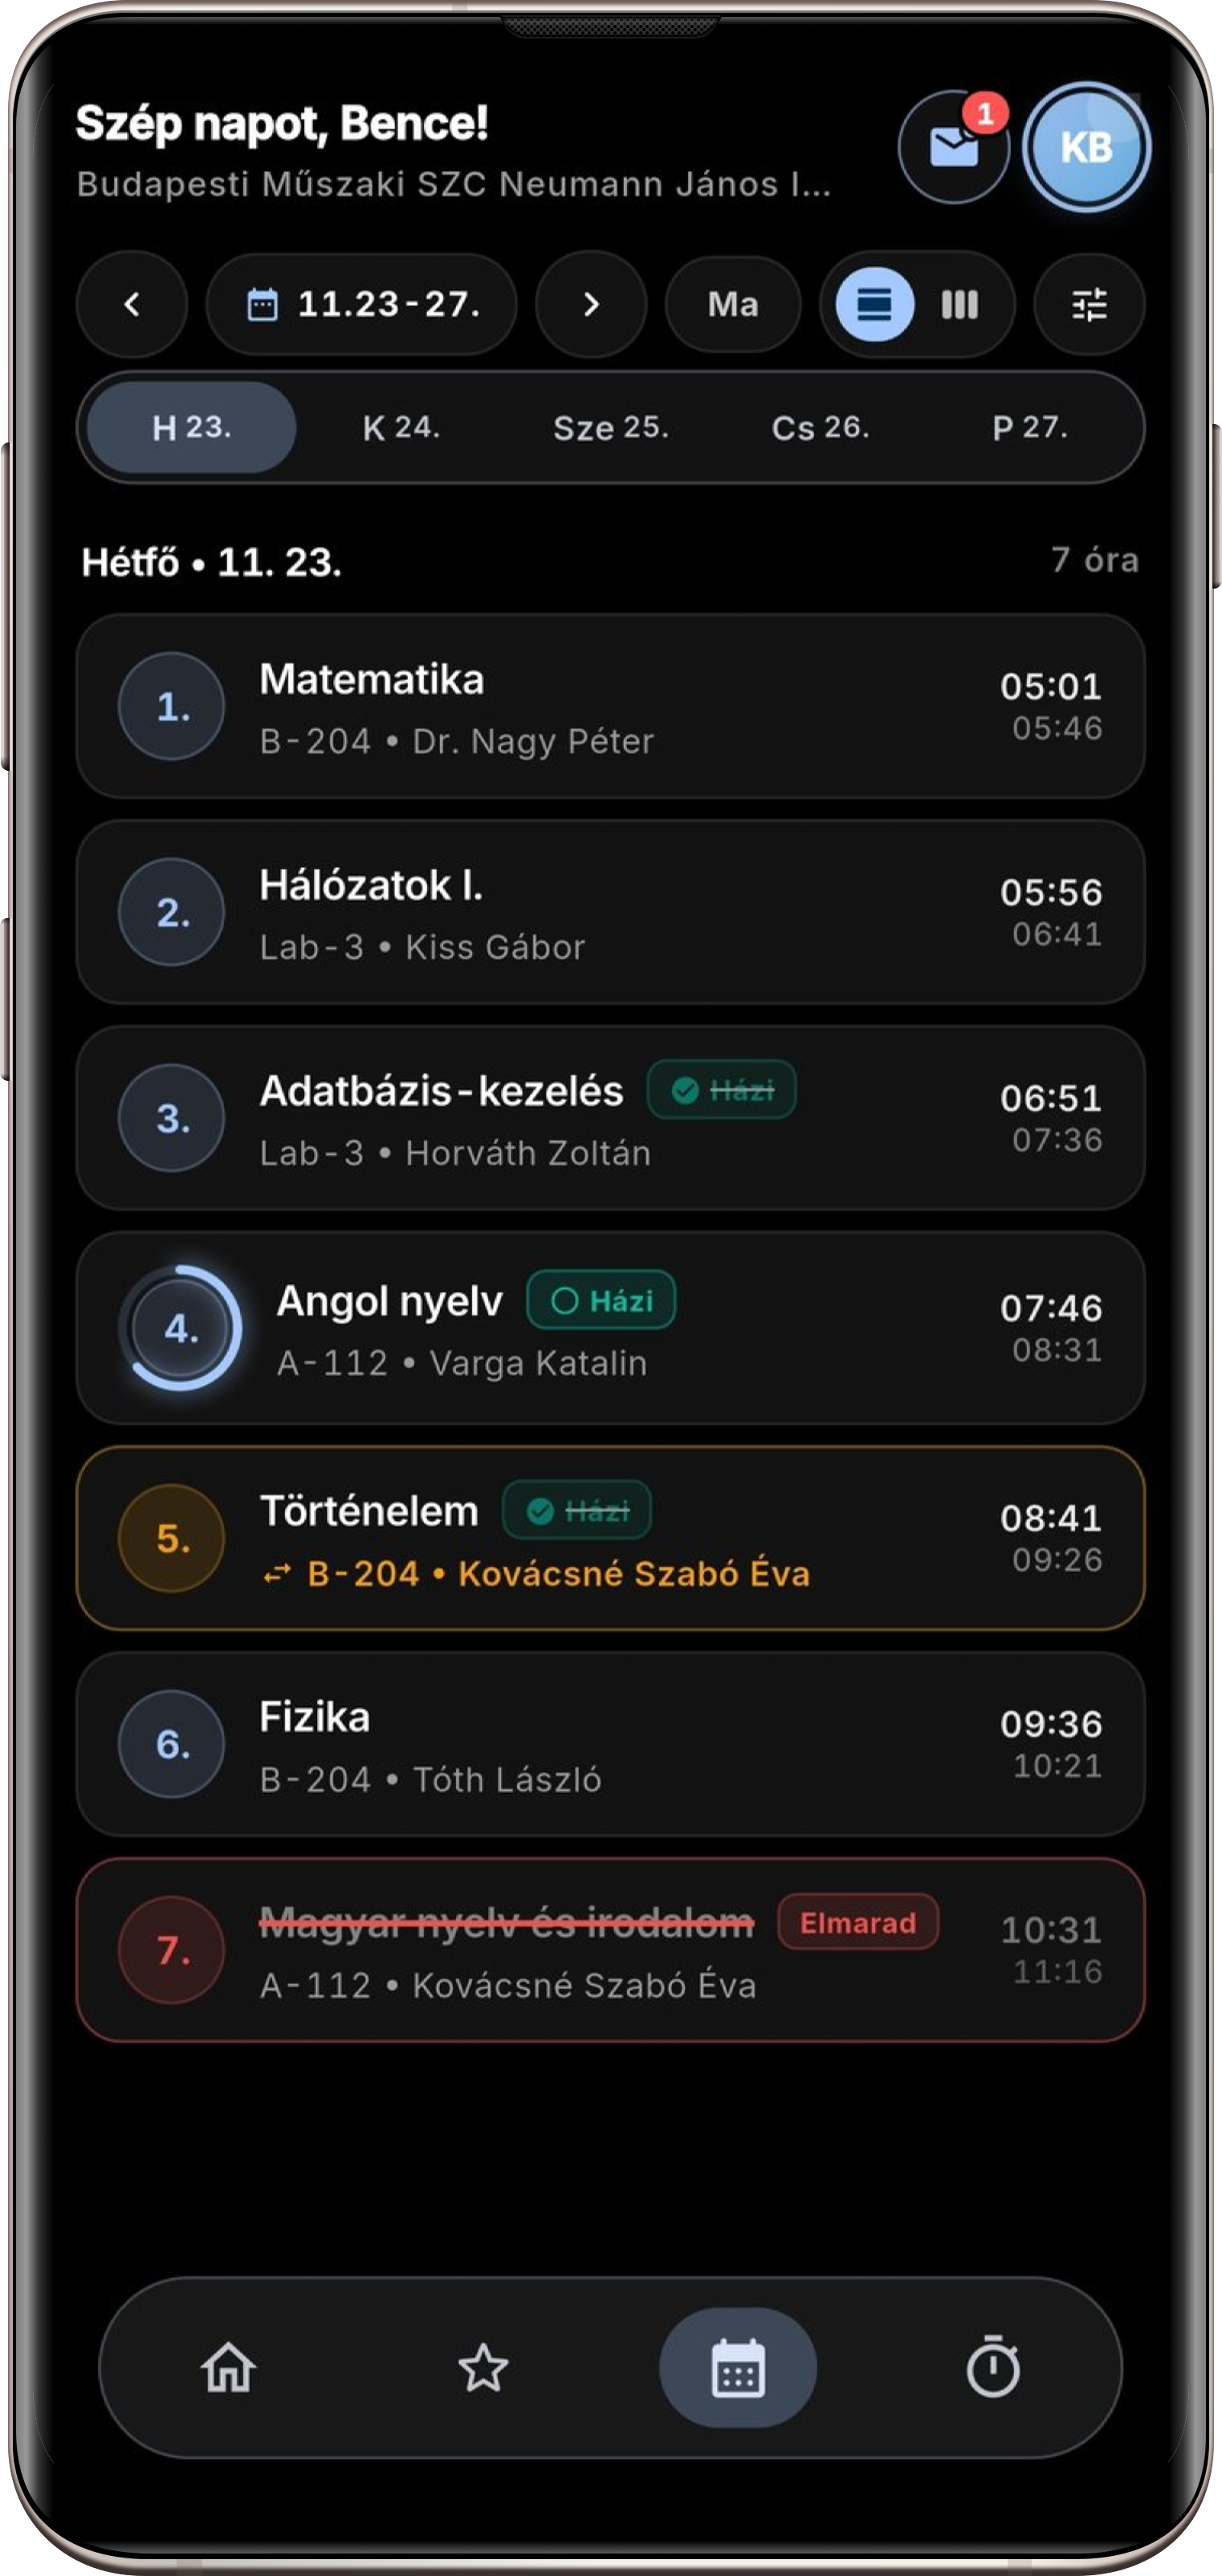 Szép napot, Bence!
1
KB
Budapesti Műszaki SZC Neumann János I...
11.23-27.
Ma
H 23.
K 24.
Sze 25.
Cs 26.
P 27.
Hétfő • 11. 23.
7 óra
1.
Matematika
B-204 • Dr. Nagy Péter
05:01
05:46
2.
Hálózatok I.
Lab-3 • Kiss Gábor
05:56
06:41
3.
Adatbázis-kezelés
Házi
Lab-3 • Horváth Zoltán
06:51
07:36
4.
Angol nyelv
Házi
A-112 • Varga Katalin
07:46
08:31
5.
Történelem
Házi
B-204 • Kovácsné Szabó Éva
08:41
09:26
6.
Fizika
B-204 • Tóth László
09:36
10:21
7.
Magyar nyelv és irodalom
Elmarad
A-112 • Kovácsné Szabó Éva
10:31
11:16